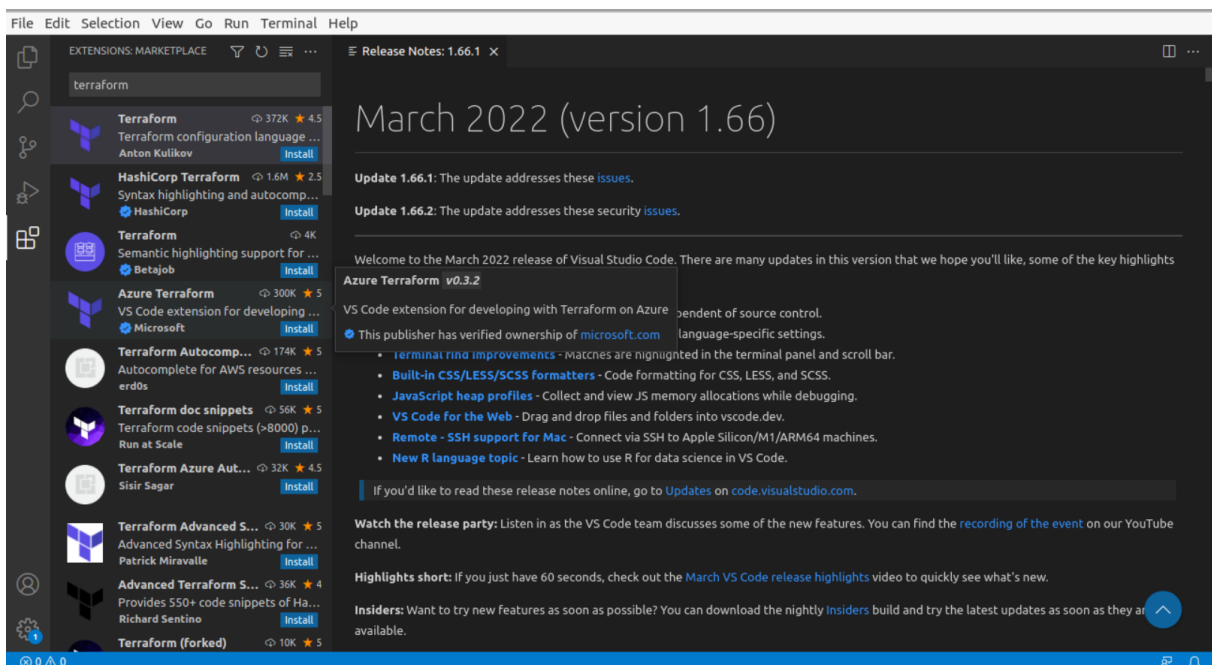 File Edit Selection View Go Run Terminal Help
EXTENSIONS: MARKETPLACE
terraform
Terraform 372K ★ 4.5
Terraform configuration language ...
Anton Kulikov Install
HashiCorp Terraform 1.6M ★ 2.5
Syntax highlighting and autocomp...
HashiCorp Install
Terraform 4K
Semantic highlighting support for ...
Betajob Install
Azure Terraform 300K ★ 5
VS Code extension for developing ...
Microsoft Install
Terraform Autocomp... 174K ★ 5
Autocomplete for AWS resources ...
erd0s Install
Terraform doc snippets 56K ★ 5
Terraform code snippets (>8000) p...
Run at Scale Install
Terraform Azure Aut... 32K ★ 4.5
Sisir Sagar Install
Terraform Advanced S... 30K ★ 5
Advanced Syntax Highlighting for ...
Patrick Miravalle Install
Advanced Terraform S... 36K ★ 4
Provides 550+ code snippets of Ha...
Richard Sentino Install
Terraform (forked) 10K ★ 5
1
0 0
Release Notes: 1.66.1 ×
March 2022 (version 1.66)
Update 1.66.1: The update addresses these issues.
Update 1.66.2: The update addresses these security issues.
Welcome to the March 2022 release of Visual Studio Code. There are many updates in this version that we hope you'll like, some of the key highlights
Azure Terraform v0.3.2
VS Code extension for developing with Terraform on Azure
This publisher has verified ownership of microsoft.com
pendent of source control.
language-specific settings.
• Terminal find improvements - Matches are highlighted in the terminal panel and scroll bar.
• Built-in CSS/LESS/SCSS formatters - Code formatting for CSS, LESS, and SCSS.
• JavaScript heap profiles - Collect and view JS memory allocations while debugging.
• VS Code for the Web - Drag and drop files and folders into vscode.dev.
• Remote - SSH support for Mac - Connect via SSH to Apple Silicon/M1/ARM64 machines.
• New R language topic - Learn how to use R for data science in VS Code.
If you'd like to read these release notes online, go to Updates on code.visualstudio.com.
Watch the release party: Listen in as the VS Code team discusses some of the new features. You can find the recording of the event on our YouTube
channel.
Highlights short: If you just have 60 seconds, check out the March VS Code release highlights video to quickly see what's new.
Insiders: Want to try new features as soon as possible? You can download the nightly Insiders build and try the latest updates as soon as they ar
available.